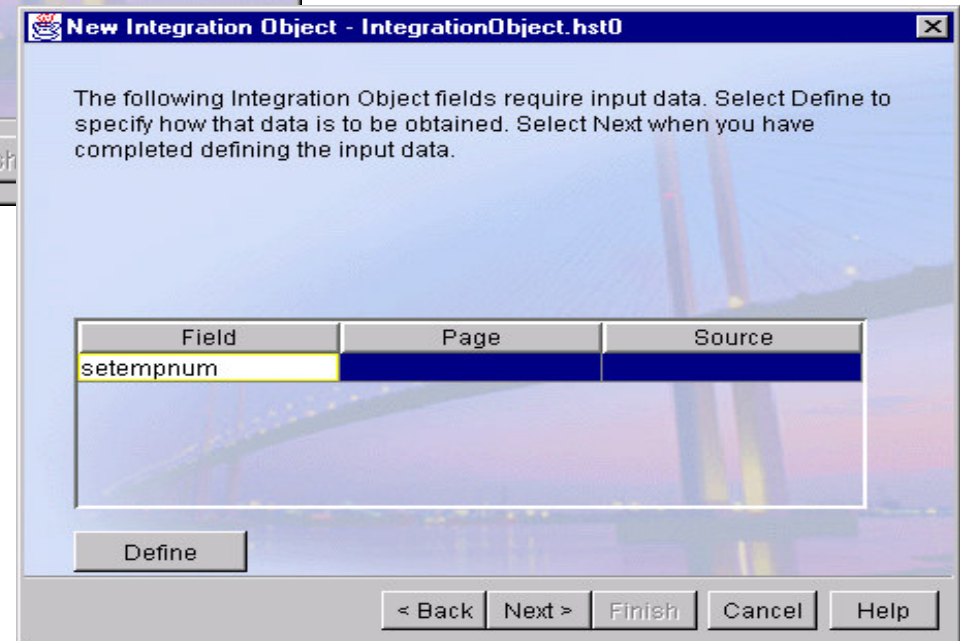 New Integration Object - IntegrationObject.hst0
The following Integration Object fields require input data. Select Define to
specify how that data is to be obtained. Select Next when you have
completed defining the input data.
Field Page Source
setempnum
Define
< Back Next > Finish Cancel Help